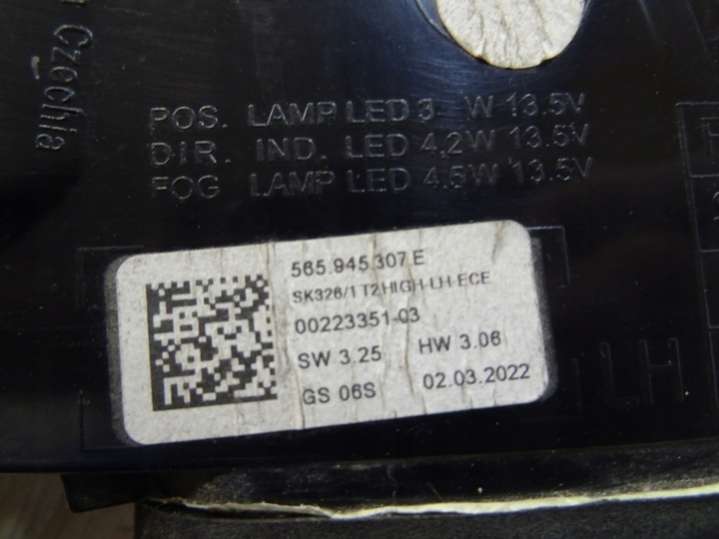 Czechia
POS. LAMP LED 3 W 13.5V
DIR. IND. LED 4.2W 13.5V
FOG LAMP LED 4.5W 13.5V
565.945.307 E
SK326/1 T2HIGH-LH-ECE
00223351-03
SW 3.25 HW 3.06
GS 06S 02.03.2022
LH